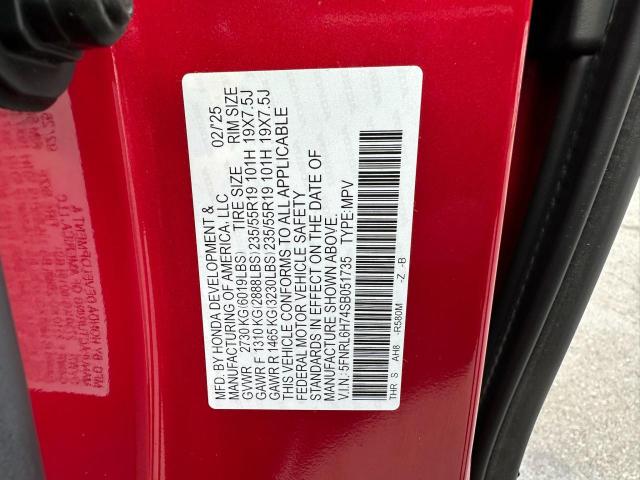 MFD. BY HONDA DEVELOPMENT & 02/'25
MANUFACTURING OF AMERICA, LLC TIRE SIZE RIM SIZE
GVWR 2730 KG(6019LBS) 
GAWR F 1310 KG(2888LBS)235/55R19 101H 19X7.5J
GAWR R 1465 KG(3230LBS)235/55R19 101H 19X7.5J
THIS VEHICLE CONFORMS TO ALL APPLICABLE
FEDERAL MOTOR VEHICLE SAFETY
STANDARDS IN EFFECT ON THE DATE OF
MANUFACTURE SHOWN ABOVE.
V.I.N.: 5FNRL6H74SB051735 TYPE:MPV
THR S AH8 -R580M -Z -B